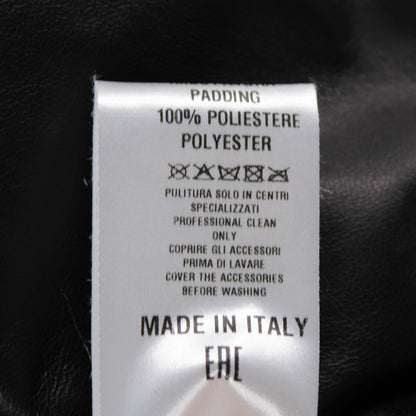 PADDING
100% POLIESTERE
POLYESTER
PULITURA SOLO IN CENTRI
SPECIALIZZATI
PROFESSIONAL CLEAN
ONLY
COPRIRE GLI ACCESSORI
PRIMA DI LAVARE
COVER THE ACCESSORIES
BEFORE WASHING
MADE IN ITALY
EAC